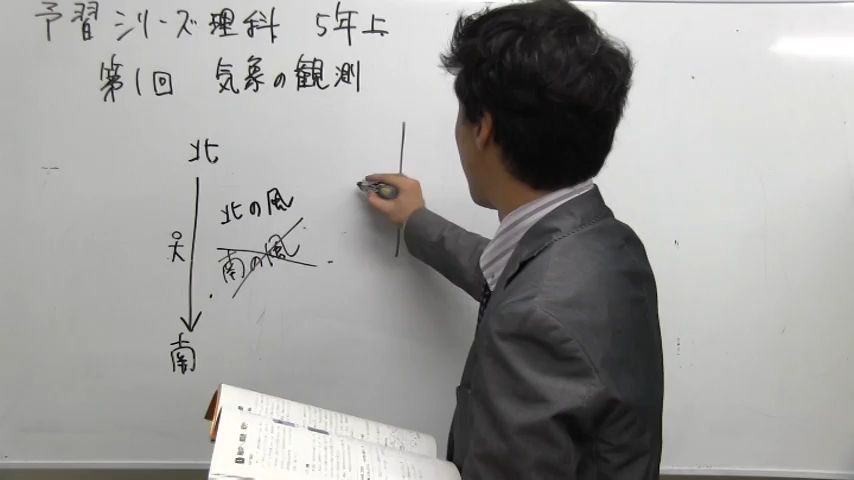 予習シリーズ理科 5年上
第1回 気象の観測
北
北の風
南の風
南